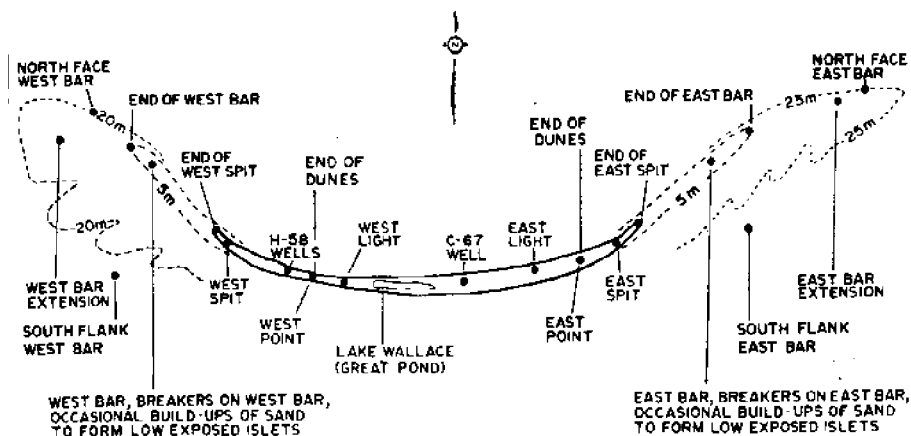 N
NORTH FACE
WEST BAR
20m
END OF WEST BAR
5m
20m
END OF
WEST SPIT
END OF
DUNES
H-58
WELLS
WEST
LIGHT
C-67
WELL
EAST
LIGHT
END OF
DUNES
END OF
EAST SPIT
END OF EAST BAR
25m
NORTH FACE
EAST BAR
25m
5m
WEST BAR
EXTENSION
SOUTH FLANK
WEST BAR
WEST
SPIT
WEST
POINT
LAKE WALLACE
(GREAT POND)
EAST
POINT
EAST
SPIT
SOUTH FLANK
EAST BAR
EAST BAR
EXTENSION
WEST BAR, BREAKERS ON WEST BAR,
OCCASIONAL BUILD-UPS OF SAND
TO FORM LOW EXPOSED ISLETS
EAST BAR, BREAKERS ON EAST BAR,
OCCASIONAL BUILD-UPS OF SAND
TO FORM LOW EXPOSED ISLETS